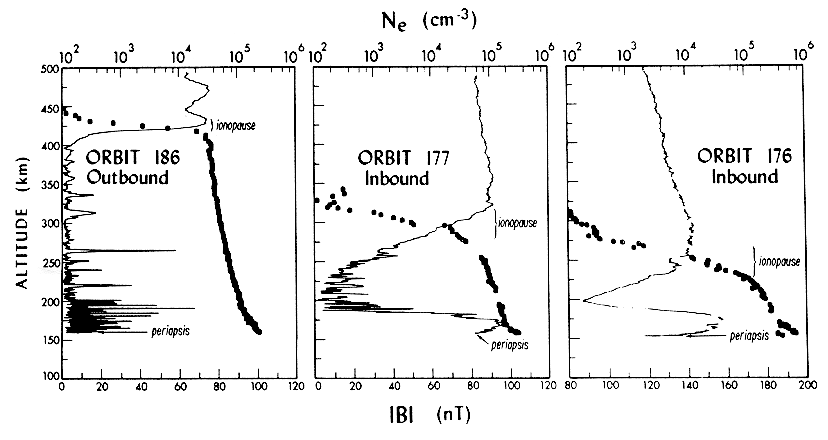 Ne (cm-3)
10² 10³ 10⁴ 10⁵ 10⁶ 10² 10³ 10⁴ 10⁵ 10⁶ 10² 10³ 10⁴ 10⁵ 10⁶
500
450
400
350
300
250
200
150
100
ALTITUDE (km)
ionopause
ORBIT 186
Outbound
periapsis
ORBIT 177
Inbound
ionopause
periapsis
ORBIT 176
Inbound
ionopause
periapsis
0 20 40 60 80 100 120 0 20 40 60 80 100 120 80 100 120 140 160 180 200
|B| (nT)